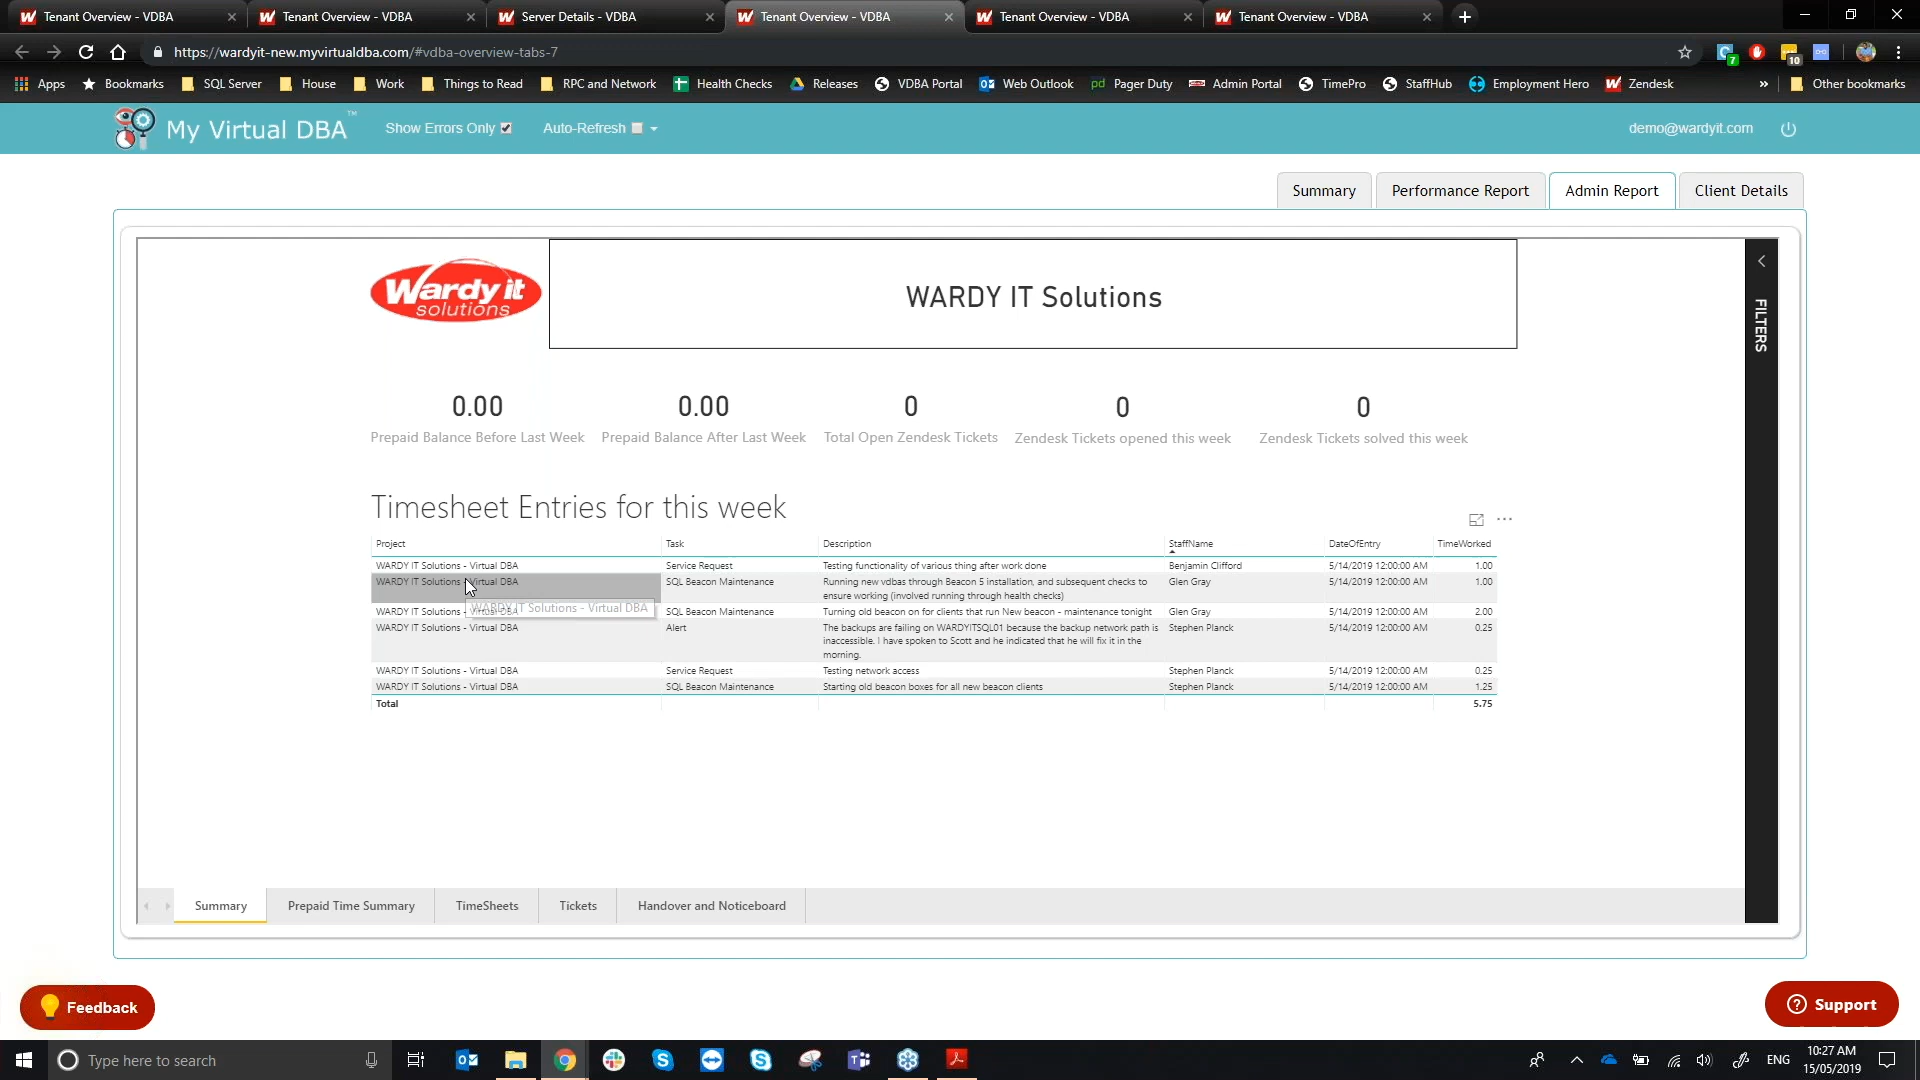 Tenant Overview - VDBA
Tenant Overview - VDBA
Server Details - VDBA
Tenant Overview - VDBA
Tenant Overview - VDBA
Tenant Overview - VDBA
https://wardyit-new.myvirtualdba.com/#vdba-overview-tabs-7
7
10
Apps
Bookmarks
SQL Server
House
Work
Things to Read
RPC and Network
Health Checks
Releases
VDBA Portal
Web Outlook
pd Pager Duty
Admin Portal
TimePro
StaffHub
Employment Hero
Zendesk
»
Other bookmarks
My Virtual DBA™
Show Errors Only
Auto-Refresh
demo@wardyit.com
Summary
Performance Report
Admin Report
Client Details
Wardy it
solutions
WARDY IT Solutions
FILTERS
0.00 0.00 0 0 0
Prepaid Balance Before Last Week Prepaid Balance After Last Week Total Open Zendesk Tickets Zendesk Tickets opened this week Zendesk Tickets solved this week
Timesheet Entries for this week
Project Task Description StaffName DateOfEntry TimeWorked
WARDY IT Solutions - Virtual DBA Service Request Testing functionality of various thing after work done Benjamin Clifford 5/14/2019 12:00:00 AM 1.00
WARDY IT Solutions - Virtual DBA SQL Beacon Maintenance Running new vdbas through Beacon 5 installation, and subsequent checks to Glen Gray 5/14/2019 12:00:00 AM 1.00
ensure working (involved running through health checks)
WARDY IT Solutions - Virtual DBA
WARDY IT Solutions - Virtual DBA SQL Beacon Maintenance Turning old beacon on for clients that run New beacon - maintenance tonight Glen Gray 5/14/2019 12:00:00 AM 2.00
WARDY IT Solutions - Virtual DBA Alert The backups are failing on WARDYITSQL01 because the backup network path is Stephen Planck 5/14/2019 12:00:00 AM 0.25
inaccessible. I have spoken to Scott and he indicated that he will fix it in the
morning.
WARDY IT Solutions - Virtual DBA Service Request Testing network access Stephen Planck 5/14/2019 12:00:00 AM 0.25
WARDY IT Solutions - Virtual DBA SQL Beacon Maintenance Starting old beacon boxes for all new beacon clients Stephen Planck 5/14/2019 12:00:00 AM 1.25
Total 5.75
Summary
Prepaid Time Summary
TimeSheets
Tickets
Handover and Noticeboard
Feedback
Support
Type here to search
ENG
10:27 AM
15/05/2019